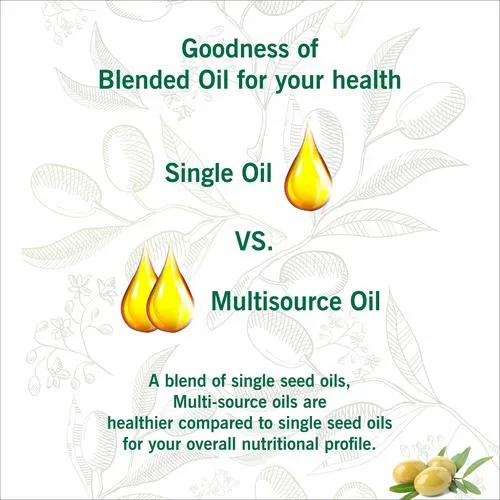 Goodness of
Blended Oil for your health
Single Oil
VS.
Multisource Oil
A blend of single seed oils,
Multi-source oils are
healthier compared to single seed oils
for your overall nutritional profile.